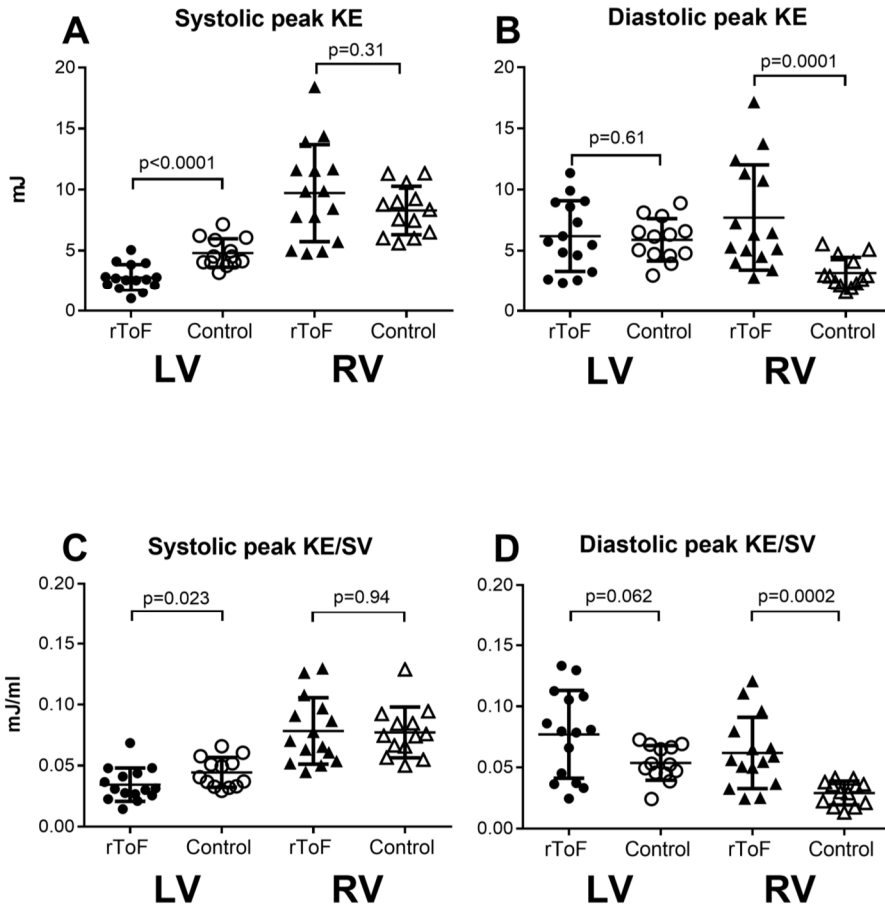 A Systolic peak KE
p=0.31
20
15
p<0.0001
mJ
10
5
0
rToF Control rToF Control
LV RV
B Diastolic peak KE
p=0.0001
20
15
p=0.61
10
5
0
rToF Control rToF Control
LV RV
C Systolic peak KE/SV
0.20
p=0.023 p=0.94
0.15
mJ/ml
0.10
0.05
0.00
rToF Control rToF Control
LV RV
D Diastolic peak KE/SV
0.20
p=0.062 p=0.0002
0.15
0.10
0.05
0.00
rToF Control rToF Control
LV RV